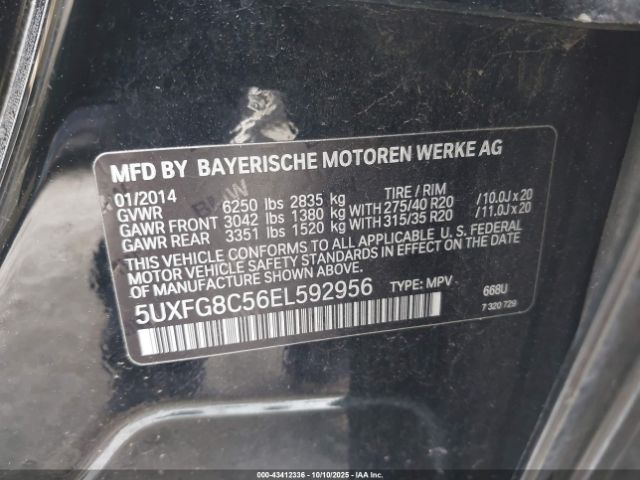 MFD BY BAYERISCHE MOTOREN WERKE AG
01/2014 TIRE / RIM
GVWR 6250 lbs 2835 kg
GAWR FRONT 3042 lbs 1380 kg WITH 275/40 R20 /10.0J x 20
GAWR REAR 3351 lbs 1520 kg WITH 315/35 R20 /11.0J x 20
THIS VEHICLE CONFORMS TO ALL APPLICABLE U. S. FEDERAL
MOTOR VEHICLE SAFETY STANDARDS IN EFFECT ON THE DATE
OF MANUFACTURE SHOWN ABOVE.
5UXFG8C56EL592956 TYPE: MPV 668U
7 320 729
000-43412336 - 10/10/2025 - IAAI, Inc.